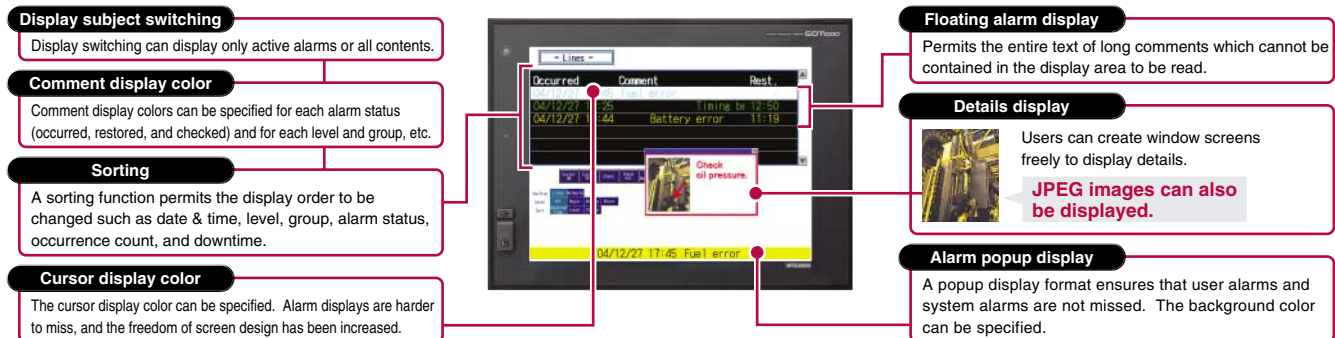 Display subject switching
Display switching can display only active alarms or all contents.
Comment display color
Comment display colors can be specified for each alarm status
(occurred, restored, and checked) and for each level and group, etc.
Sorting
A sorting function permits the display order to be
changed such as date & time, level, group, alarm status,
occurrence count, and downtime.
Cursor display color
The cursor display color can be specified. Alarm displays are harder
to miss, and the freedom of screen design has been increased.
GOT1000
- Lines -
Occurred Comment Rest.
04/12/27 Fuel error
04/12/27 Timing be 12:50
04/12/27 Battery error 11:19
Check
oil pressure.
04/12/27 17:45 Fuel error
MITSUBISHI
Floating alarm display
Permits the entire text of long comments which cannot be
contained in the display area to be read.
Details display
Users can create window screens
freely to display details.
JPEG images can also
be displayed.
Alarm popup display
A popup display format ensures that user alarms and
system alarms are not missed. The background color
can be specified.